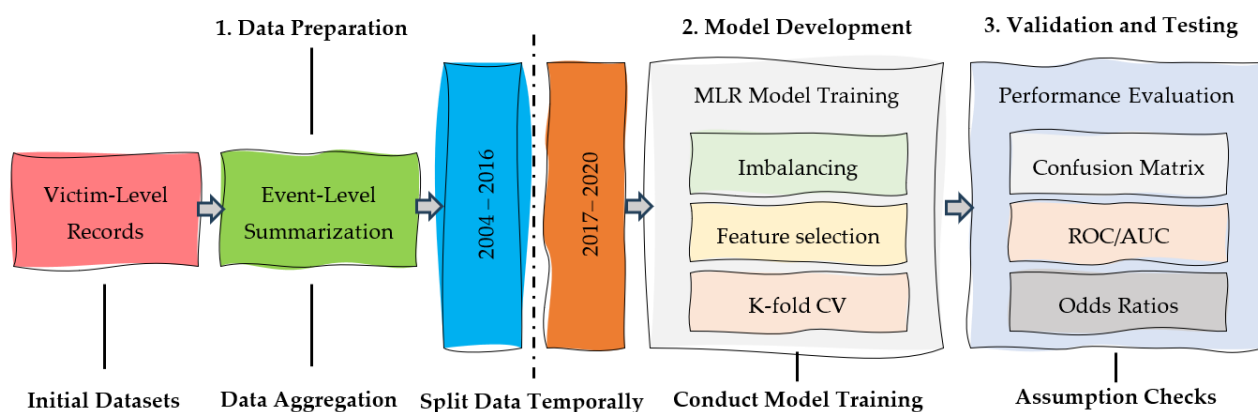 1. Data Preparation
2. Model Development
3. Validation and Testing
Victim-Level
Records
Event-Level
Summarization
2004 – 2016
2017 – 2020
MLR Model Training
Imbalancing
Feature selection
K-fold CV
Performance Evaluation
Confusion Matrix
ROC/AUC
Odds Ratios
Initial Datasets
Data Aggregation
Split Data Temporally
Conduct Model Training
Assumption Checks